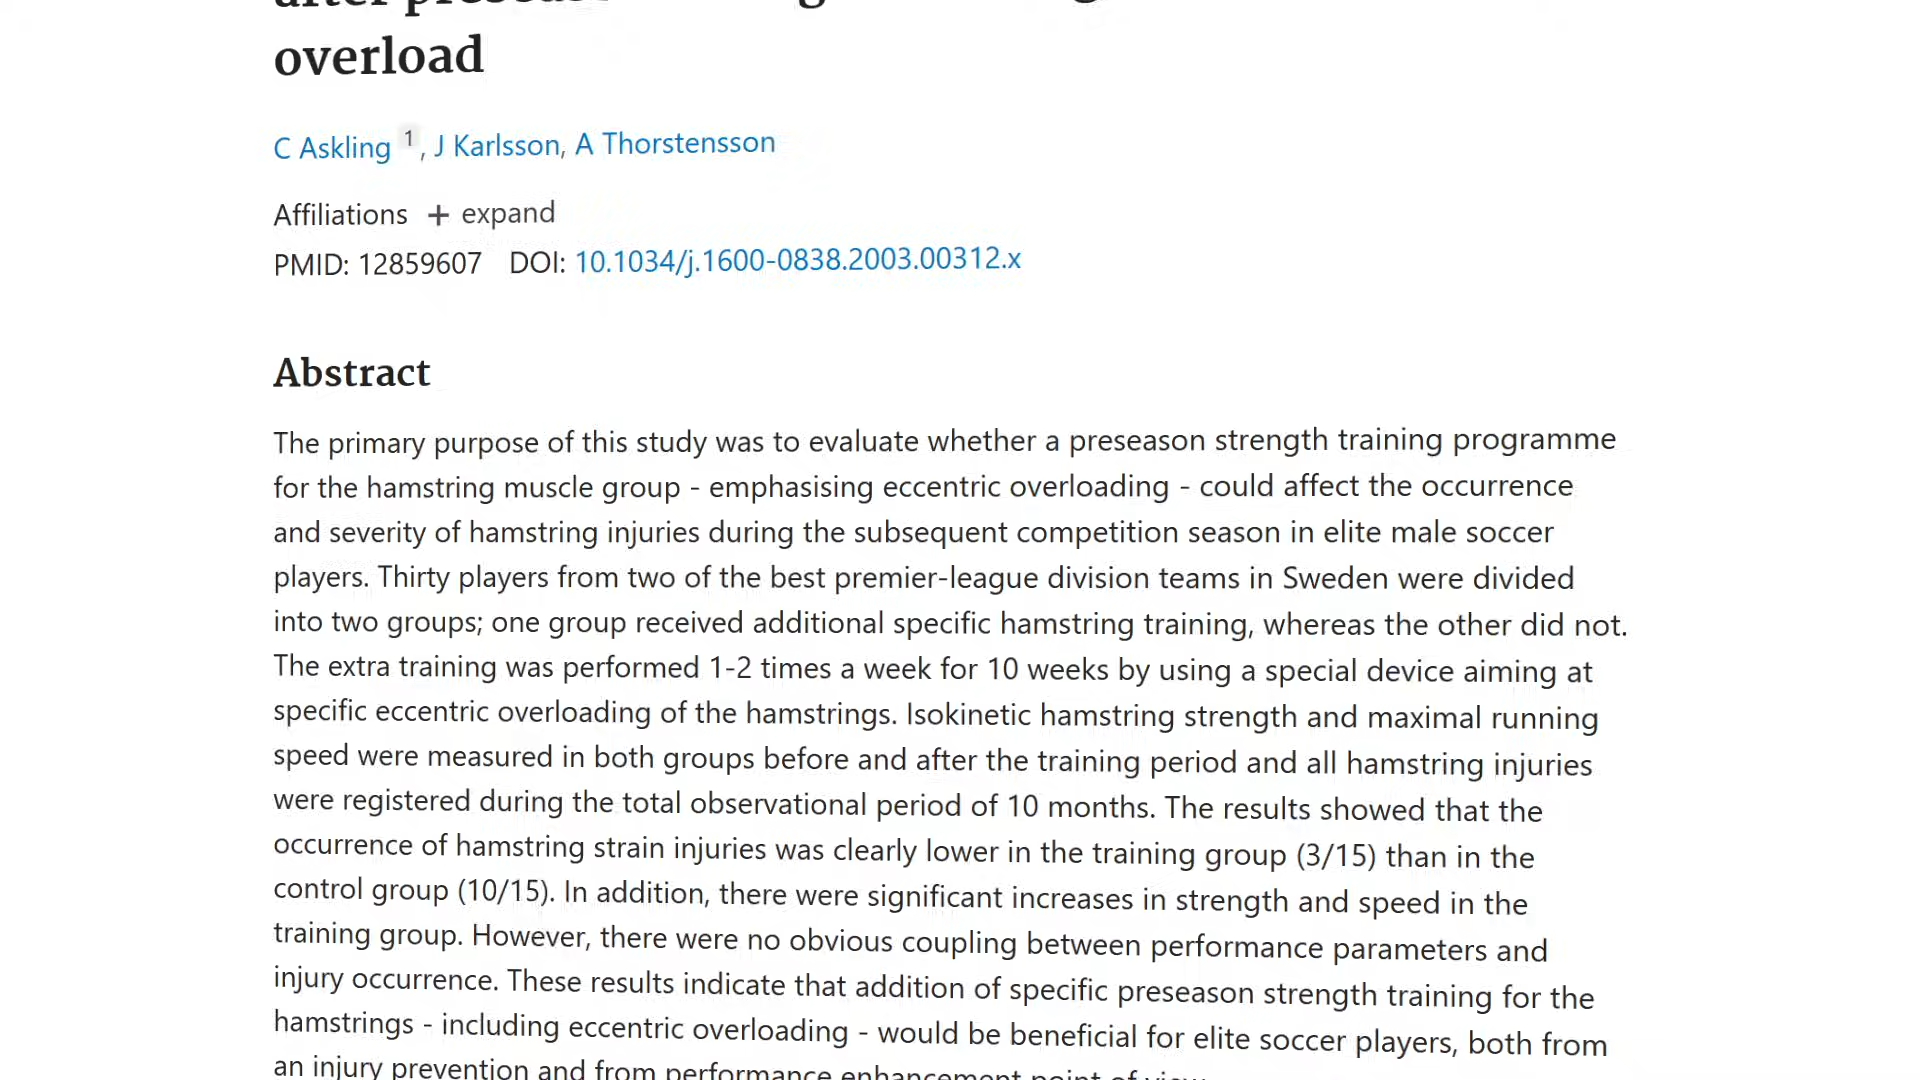 overload
C Askling 1, J Karlsson, A Thorstensson
Affiliations + expand
PMID: 12859607 DOI: 10.1034/j.1600-0838.2003.00312.x
Abstract
The primary purpose of this study was to evaluate whether a preseason strength training programme
for the hamstring muscle group - emphasising eccentric overloading - could affect the occurrence
and severity of hamstring injuries during the subsequent competition season in elite male soccer
players. Thirty players from two of the best premier-league division teams in Sweden were divided
into two groups; one group received additional specific hamstring training, whereas the other did not.
The extra training was performed 1-2 times a week for 10 weeks by using a special device aiming at
specific eccentric overloading of the hamstrings. Isokinetic hamstring strength and maximal running
speed were measured in both groups before and after the training period and all hamstring injuries
were registered during the total observational period of 10 months. The results showed that the
occurrence of hamstring strain injuries was clearly lower in the training group (3/15) than in the
control group (10/15). In addition, there were significant increases in strength and speed in the
training group. However, there were no obvious coupling between performance parameters and
injury occurrence. These results indicate that addition of specific preseason strength training for the
hamstrings - including eccentric overloading - would be beneficial for elite soccer players, both from
an injury prevention and from performance enhancement point of view.